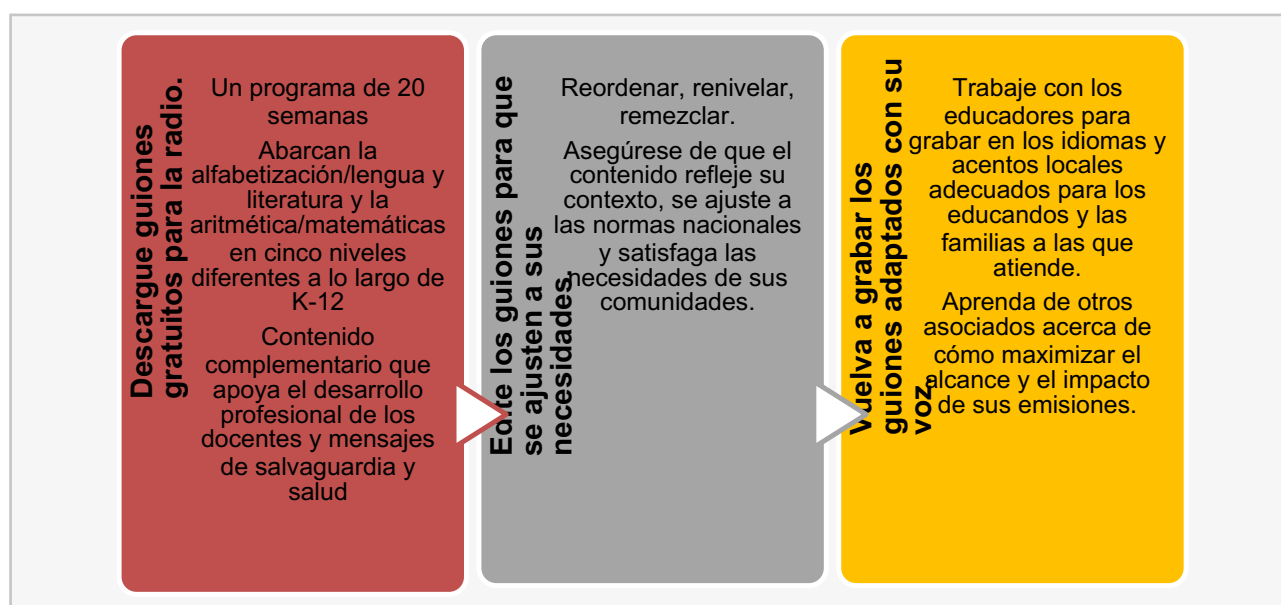 Descargue guiones
gratuitos para la radio.
Un programa de 20
semanas
Abarcan la
alfabetización/lengua y
literatura y la
aritmética/matemáticas
en cinco niveles
diferentes a lo largo de
K-12
Contenido
complementario que
apoya el desarrollo
profesional de los
docentes y mensajes
de salvaguardia y
salud
Edite los guiones para que
se ajusten a sus
necesidades.
Reordenar, renivelar,
remezclar.
Asegúrese de que el
contenido refleje su
contexto, se ajuste a
las normas nacionales
y satisfaga las
necesidades de sus
comunidades.
Vuelva a grabar los
guiones adaptados con su
voz.
Trabaje con los
educadores para
grabar en los idiomas y
acentos locales
adecuados para los
educandos y las
familias a las que
atiende.
Aprenda de otros
asociados acerca de
cómo maximizar el
alcance y el impacto
de sus emisiones.